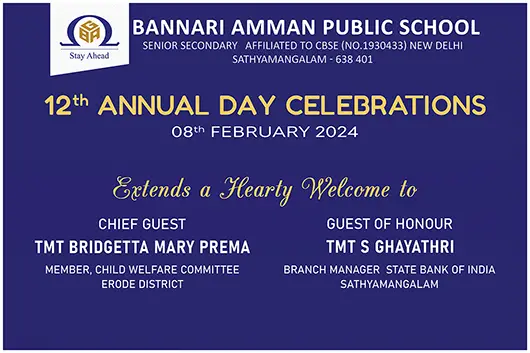 BANNARI AMMAN PUBLIC SCHOOL
SENIOR SECONDARY AFFILIATED TO CBSE (NO.1930433) NEW DELHI
SATHYAMANGALAM - 638 401
BGBA
Stay Ahead
12th ANNUAL DAY CELEBRATIONS
08th FEBRUARY 2024
Extends a Hearty Welcome to
CHIEF GUEST
TMT BRIDGETTA MARY PREMA
MEMBER, CHILD WELFARE COMMITTEE
ERODE DISTRICT
GUEST OF HONOUR
TMT S GHAYATHRI
BRANCH MANAGER STATE BANK OF INDIA
SATHYAMANGALAM